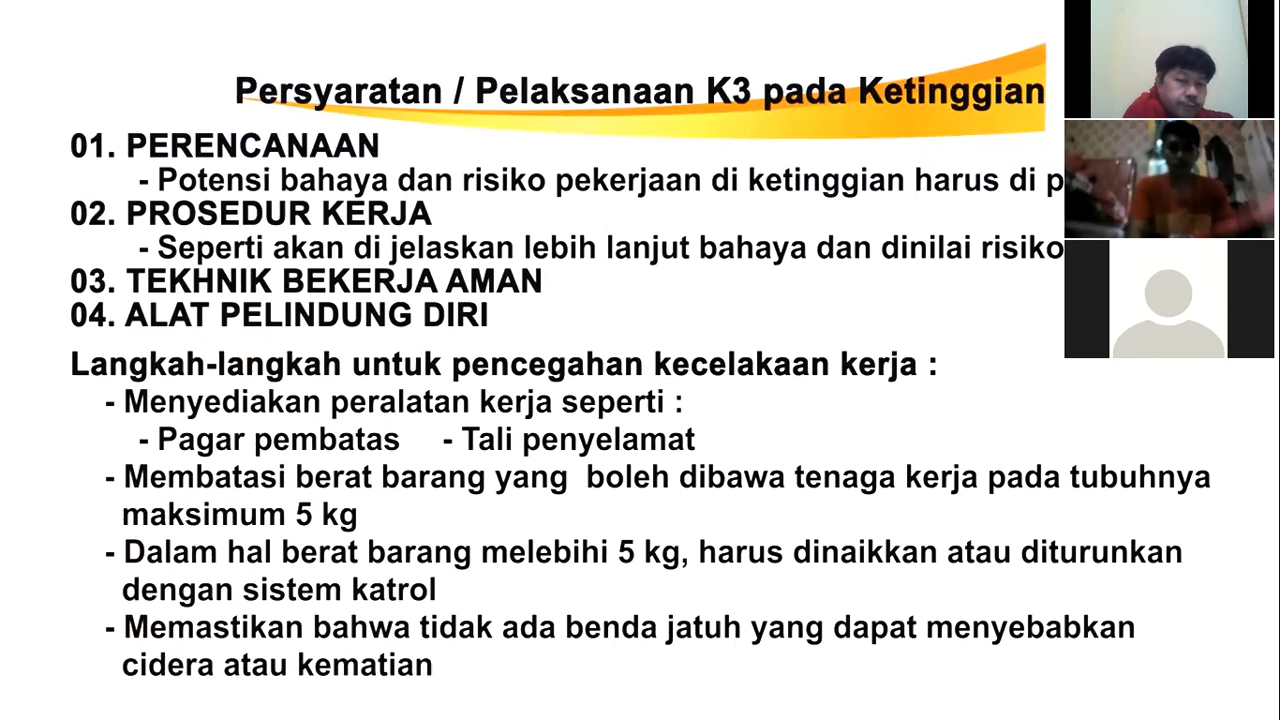 Persyaratan / Pelaksanaan K3 pada Ketinggian
01. PERENCANAAN
- Potensi bahaya dan risiko pekerjaan di ketinggian harus di
02. PROSEDUR KERJA
- Seperti akan di jelaskan lebih lanjut bahaya dan dinilai risiko
03. TEKHNIK BEKERJA AMAN
04. ALAT PELINDUNG DIRI
Langkah-langkah untuk pencegahan kecelakaan kerja :
- Menyediakan peralatan kerja seperti :
- Pagar pembatas - Tali penyelamat
- Membatasi berat barang yang boleh dibawa tenaga kerja pada tubuhnya
maksimum 5 kg
- Dalam hal berat barang melebihi 5 kg, harus dinaikkan atau diturunkan
dengan sistem katrol
- Memastikan bahwa tidak ada benda jatuh yang dapat menyebabkan
cidera atau kematian